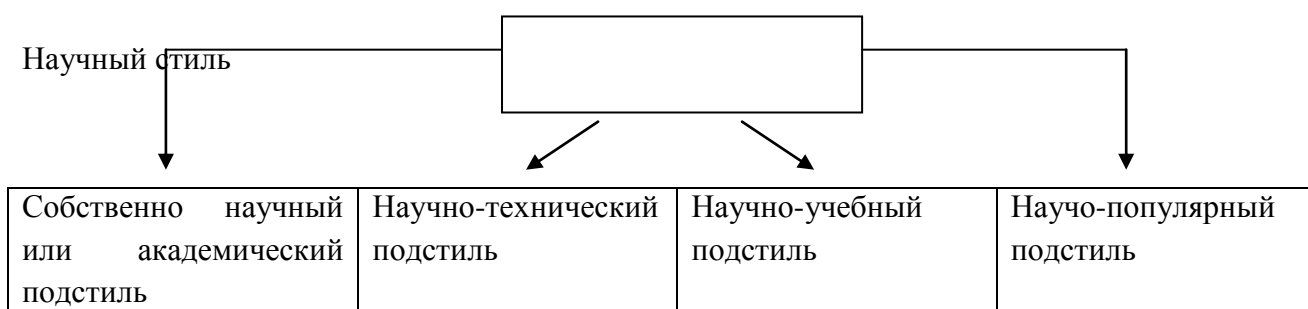 Научный стиль
Собственно научный
или академический
подстиль
Научно-технический
подстиль
Научно-учебный
подстиль
Научо-популярный
подстиль